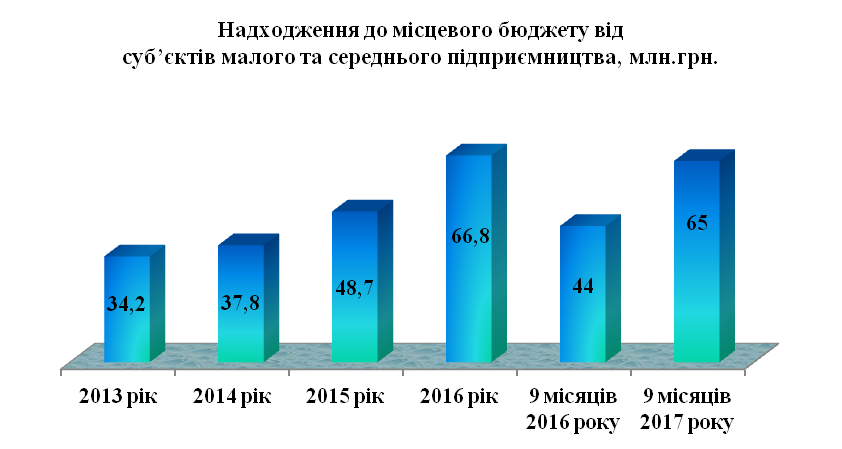 Надходження до місцевого бюджету від
суб’єктів малого та середнього підприємництва, млн.грн.
34,2
37,8
48,7
66,8
44
65
2013 рік
2014 рік
2015 рік
2016 рік
9 місяців
2016 року
9 місяців
2017 року